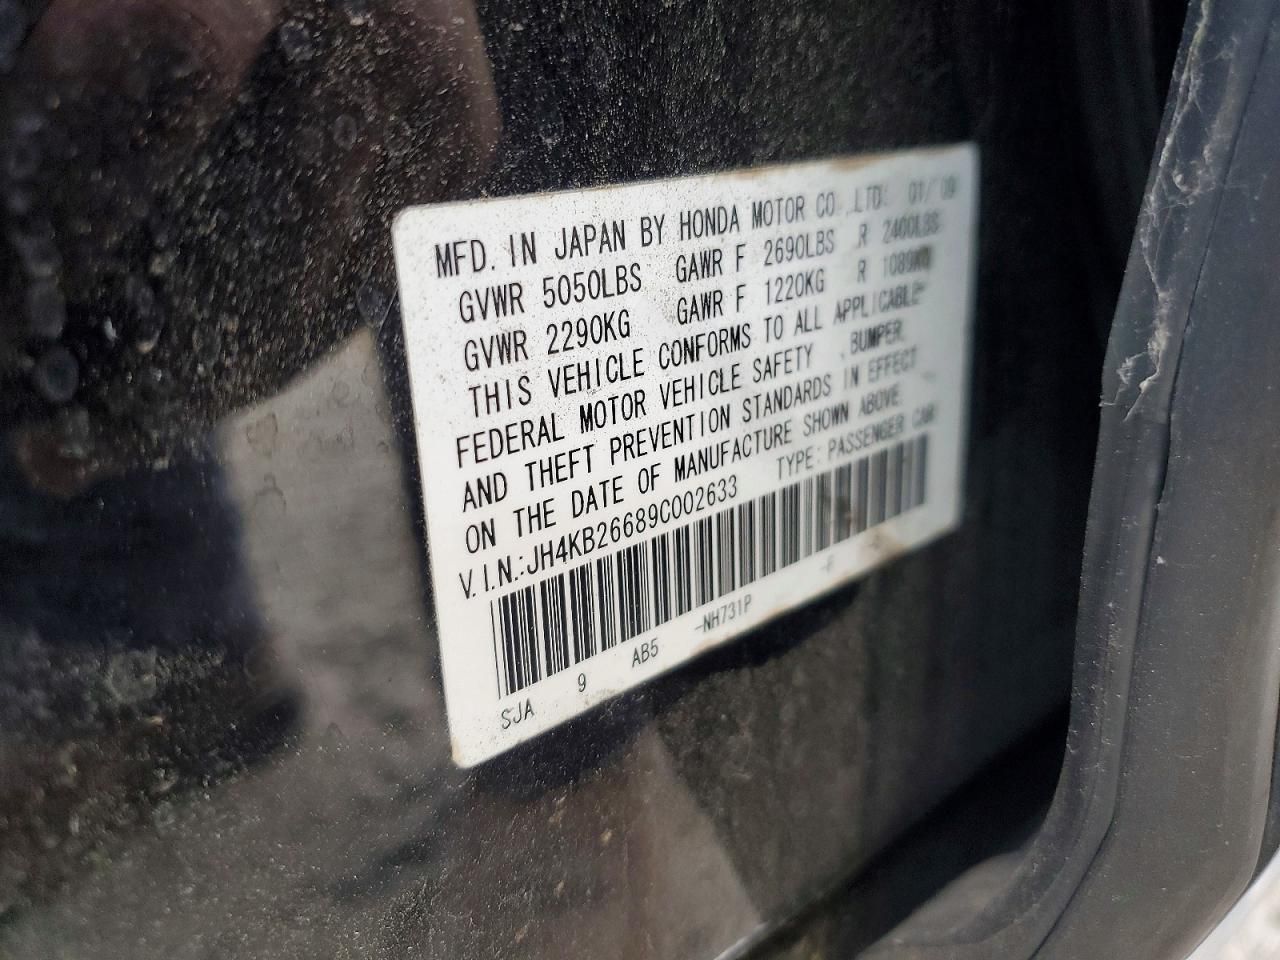 MFD. IN JAPAN BY HONDA MOTOR CO.,LTD. 01/'09
GVWR 5050LBS GAWR F 2690LBS R 2400LBS
GVWR 2290KG GAWR F 1220KG R 1089KG
THIS VEHICLE CONFORMS TO ALL APPLICABLE
FEDERAL MOTOR VEHICLE SAFETY ,BUMPER,
AND THEFT PREVENTION STANDARDS IN EFFECT
ON THE DATE OF MANUFACTURE SHOWN ABOVE.
V.I.N.:JH4KB26689C002633 TYPE:PASSENGER CAR
SJA 9 AB5 -NH731P -F